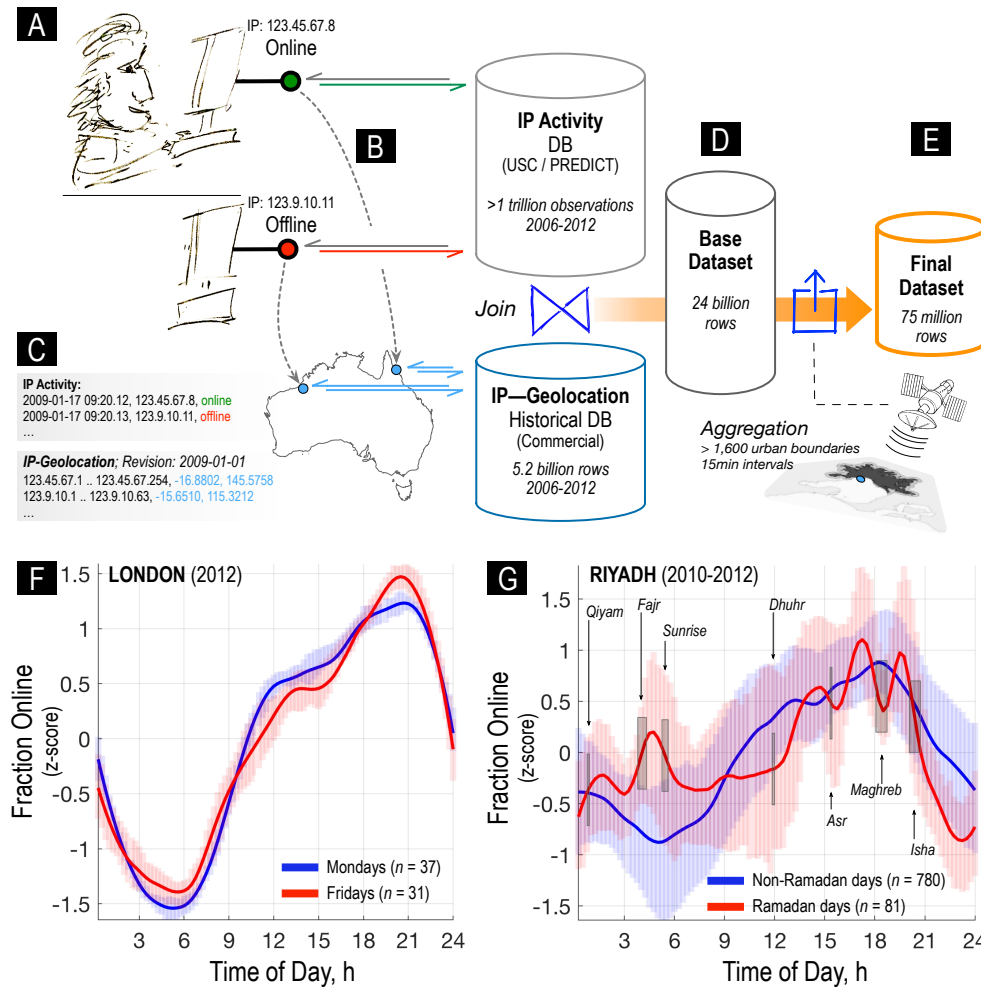 A
IP: 123.45.67.8
Online
B
IP: 123.9.10.11
Offline
IP Activity
DB
(USC / PREDICT)
>1 trillion observations
2006-2012
D
Base
Dataset
24 billion
rows
E
Final
Dataset
75 million
rows
Join
C
IP Activity:
2009-01-17 09:20.12, 123.45.67.8, online
2009-01-17 09:20.13, 123.9.10.11, offline
...
IP-Geolocation; Revision: 2009-01-01
123.45.67.1 .. 123.45.67.254, -16.8802, 145.5758
123.9.10.1 .. 123.9.10.63, -15.6510, 115.3212
...
IP—Geolocation
Historical DB
(Commercial)
5.2 billion rows
2006-2012
Aggregation
> 1,600 urban boundaries
15min intervals
F
LONDON (2012)
1.5
1
0.5
0
-0.5
-1
-1.5
Fraction Online
(z-score)
Mondays (n = 37)
Fridays (n = 31)
3 6 9 12 15 18 21 24
Time of Day, h
G
RIYADH (2010-2012)
1.5
1
0.5
0
-0.5
-1
-1.5
Fraction Online
(z-score)
Qiyam
Fajr
Sunrise
Dhuhr
Asr
Maghreb
Isha
Non-Ramadan days (n = 780)
Ramadan days (n = 81)
3 6 9 12 15 18 21 24
Time of Day, h